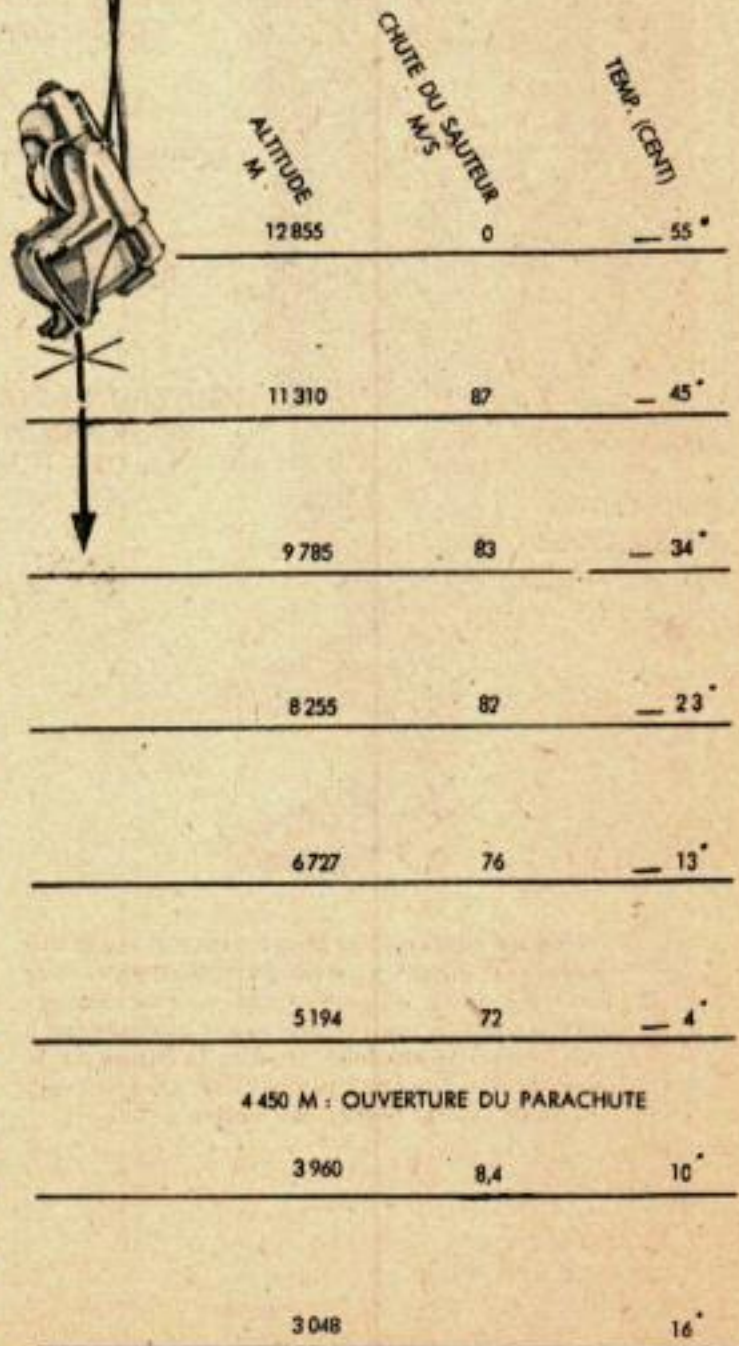 ALTITUDE
M.
CHUTE DU SAUTEUR
M/S
TEMP. (CENT)
12 855 0 — 55°
11 310 87 — 45°
9 785 83 — 34°
8 255 82 — 23°
6 727 76 — 13°
5 194 72 — 4°
4 450 M : OUVERTURE DU PARACHUTE
3 960 8,4 10°
3 048 16°